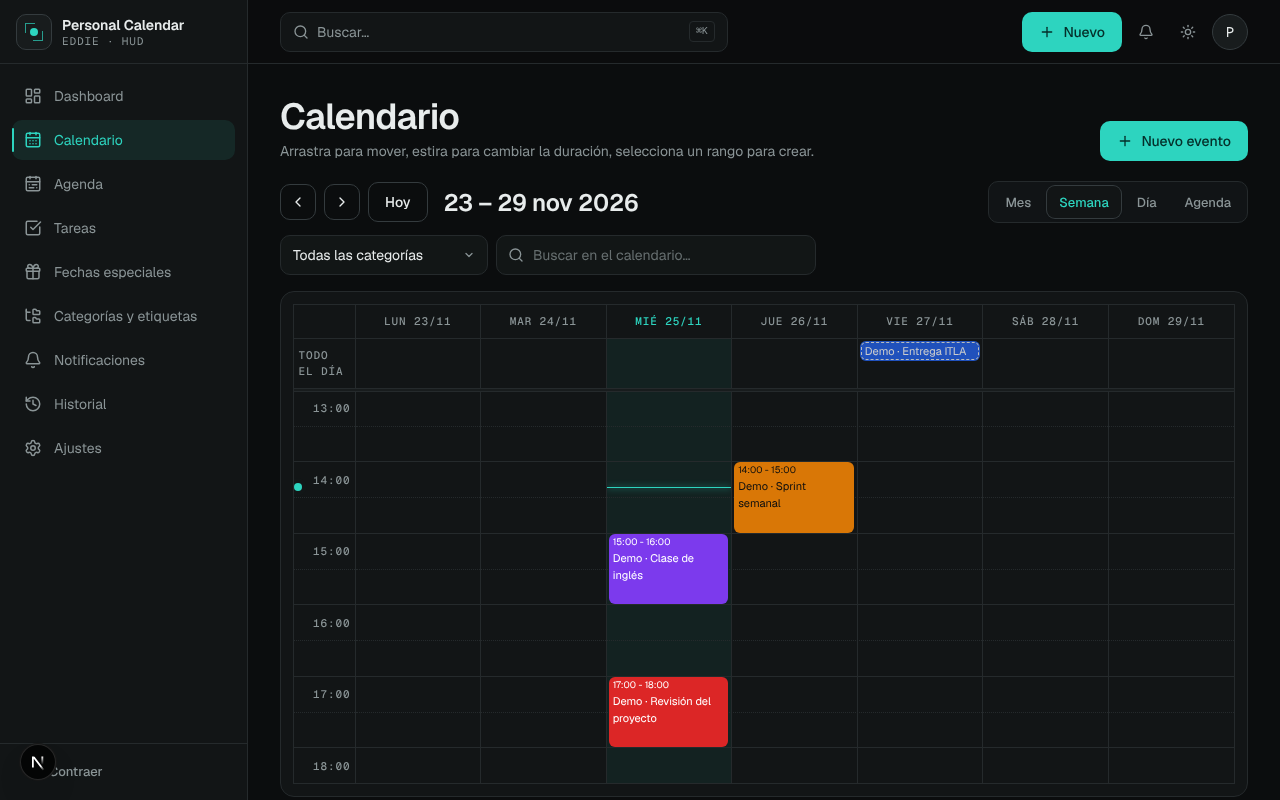 Personal Calendar
EDDIE · HUD
Buscar...
⌘K
+ Nuevo
P
Dashboard
Calendario
Agenda
Tareas
Fechas especiales
Categorías y etiquetas
Notificaciones
Historial
Ajustes
N
Contraer
Calendario
Arrastra para mover, estira para cambiar la duración, selecciona un rango para crear.
+ Nuevo evento
Hoy
23 – 29 nov 2026
Mes
Semana
Día
Agenda
Todas las categorías
Buscar en el calendario...
LUN 23/11
MAR 24/11
MIÉ 25/11
JUE 26/11
VIE 27/11
SÁB 28/11
DOM 29/11
TODO
EL DÍA
Demo · Entrega ITLA
13:00
14:00
14:00 - 15:00
Demo · Sprint
semanal
15:00
15:00 - 16:00
Demo · Clase de
inglés
16:00
17:00
17:00 - 18:00
Demo · Revisión del
proyecto
18:00